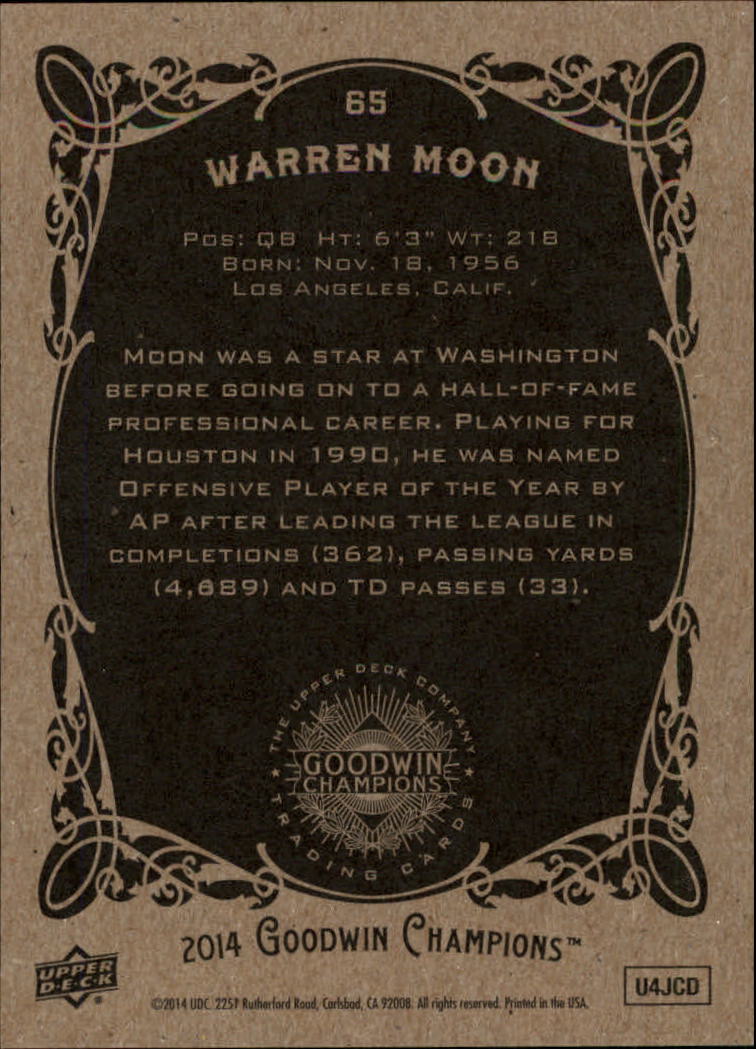 65
WARREN MOON
POS: QB HT: 6'3" WT: 218
BORN: NOV. 18, 1956
LOS ANGELES, CALIF.
MOON WAS A STAR AT WASHINGTON
BEFORE GOING ON TO A HALL-OF-FAME
PROFESSIONAL CAREER. PLAYING FOR
HOUSTON IN 1990, HE WAS NAMED
OFFENSIVE PLAYER OF THE YEAR BY
AP AFTER LEADING THE LEAGUE IN
COMPLETIONS (362), PASSING YARDS
(4,689) AND TD PASSES (33).
THE UPPER DECK COMPANY
GOODWIN
CHAMPIONS
★ TRADING CARDS ★
2014 GOODWIN CHAMPIONS™
UPPER
D·E·C·K®
U4JCD
©2014 UDC. 2251 Rutherford Road, Carlsbad, CA 92008. All rights reserved. Printed in the USA.